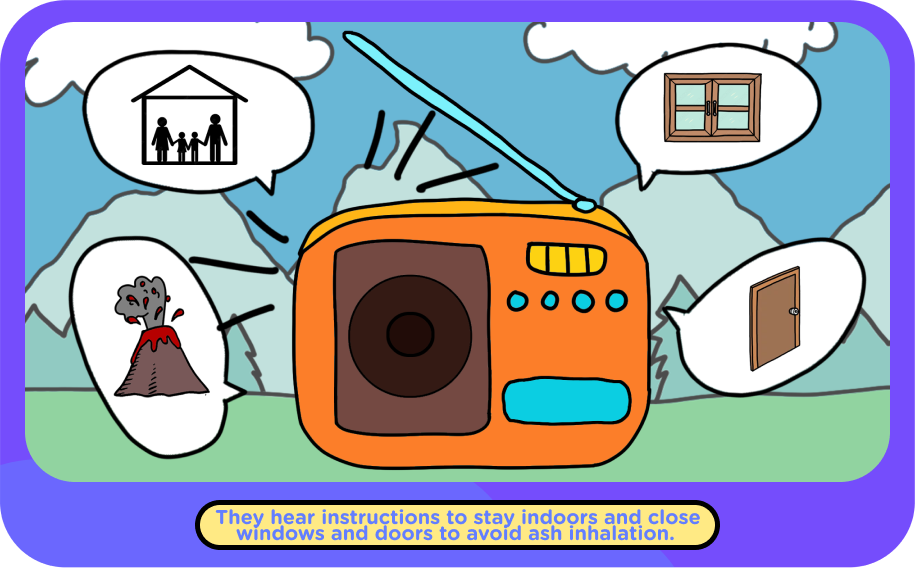 They hear instructions to stay indoors and close
windows and doors to avoid ash inhalation.